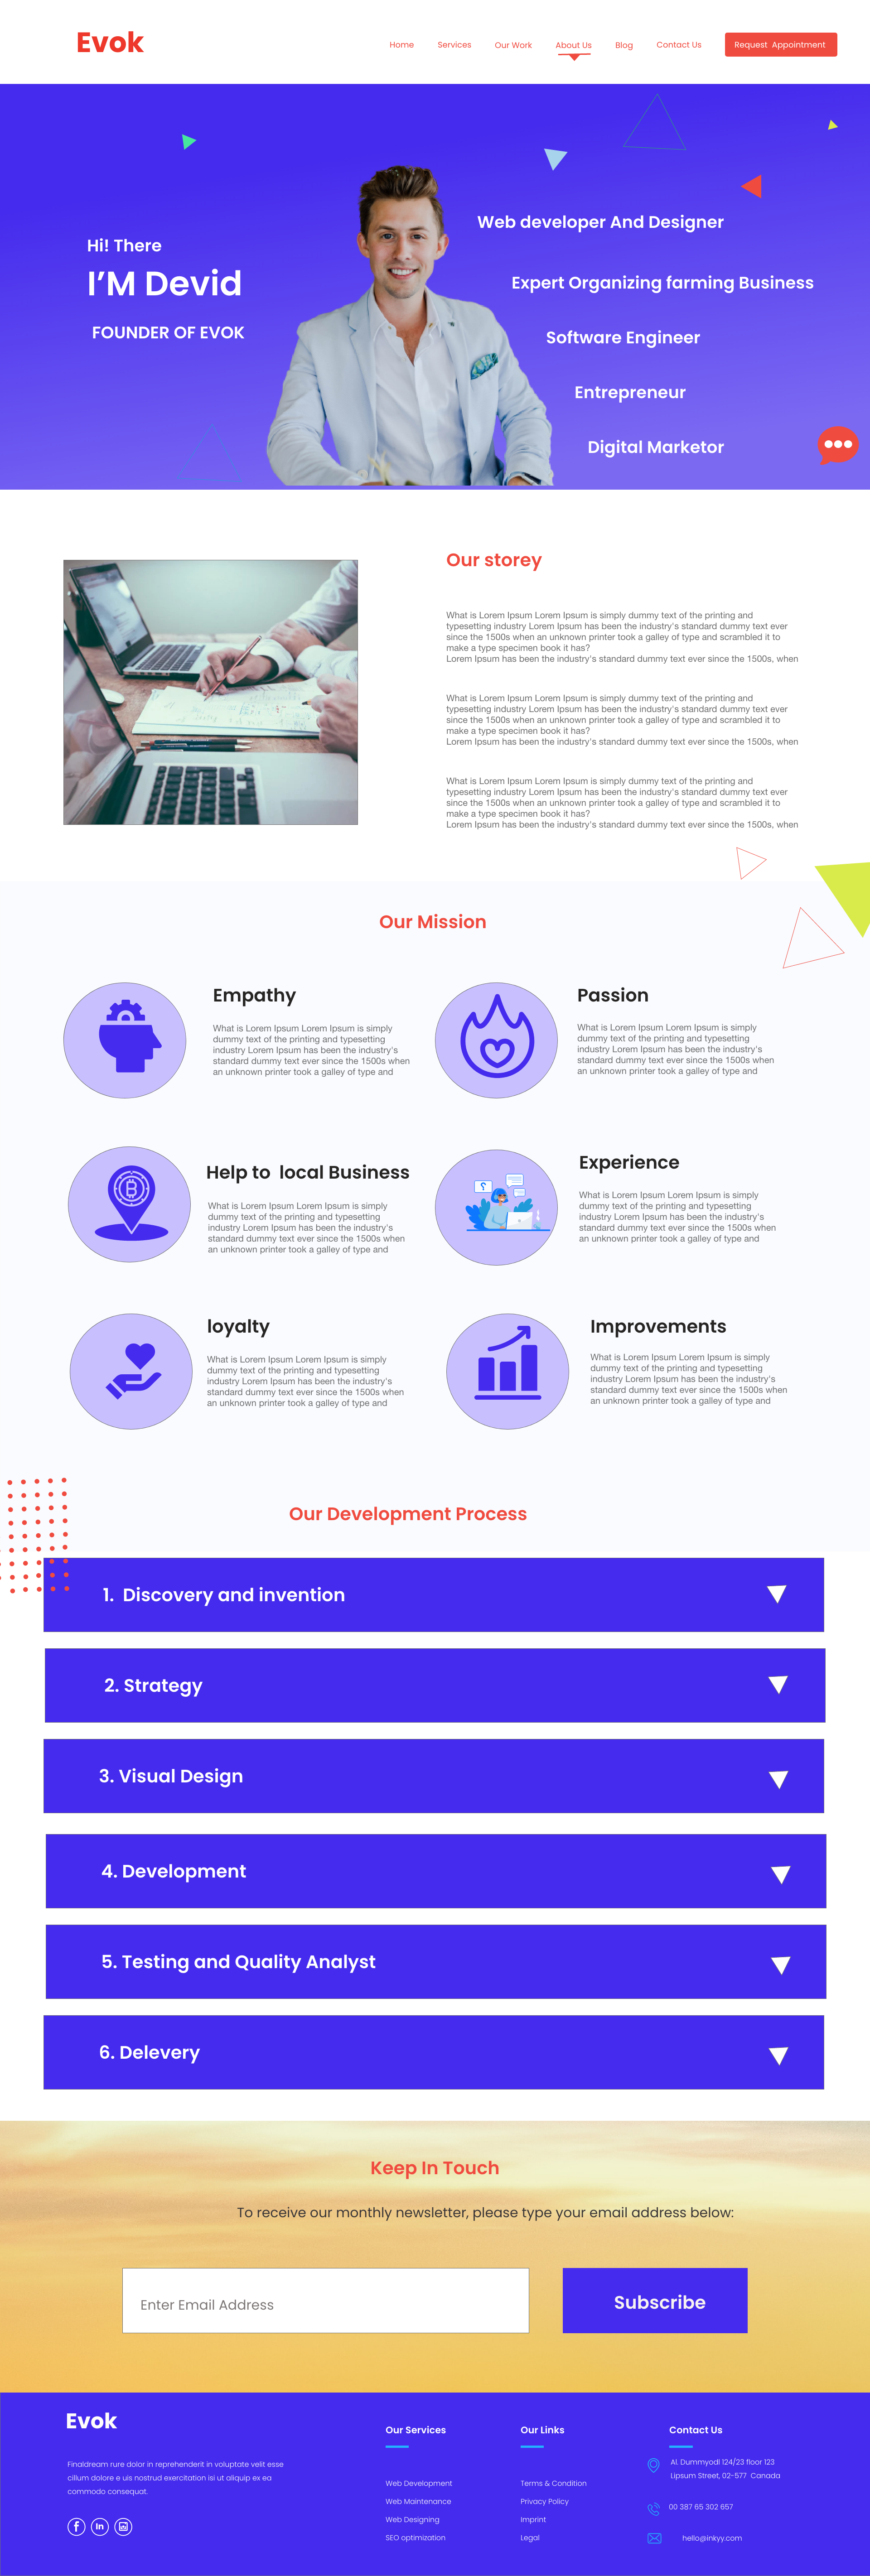 Evok
Home
Services
Our Work
About Us
Blog
Contact Us
Request Appointment
Hi! There
I'M Devid
FOUNDER OF EVOK
Web developer And Designer
Expert Organizing farming Business
Software Engineer
Entrepreneur
Digital Marketor
Our storey
What is Lorem Ipsum Lorem Ipsum is simply dummy text of the printing and
typesetting industry Lorem Ipsum has been the industry's standard dummy text ever
since the 1500s when an unknown printer took a galley of type and scrambled it to
make a type specimen book it has?
Lorem Ipsum has been the industry's standard dummy text ever since the 1500s, when
What is Lorem Ipsum Lorem Ipsum is simply dummy text of the printing and
typesetting industry Lorem Ipsum has been the industry's standard dummy text ever
since the 1500s when an unknown printer took a galley of type and scrambled it to
make a type specimen book it has?
Lorem Ipsum has been the industry's standard dummy text ever since the 1500s, when
What is Lorem Ipsum Lorem Ipsum is simply dummy text of the printing and
typesetting industry Lorem Ipsum has been the industry's standard dummy text ever
since the 1500s when an unknown printer took a galley of type and scrambled it to
make a type specimen book it has?
Lorem Ipsum has been the industry's standard dummy text ever since the 1500s, when
Our Mission
Empathy
What is Lorem Ipsum Lorem Ipsum is simply
dummy text of the printing and typesetting
industry Lorem Ipsum has been the industry's
standard dummy text ever since the 1500s when
an unknown printer took a galley of type and
Passion
What is Lorem Ipsum Lorem Ipsum is simply
dummy text of the printing and typesetting
industry Lorem Ipsum has been the industry's
standard dummy text ever since the 1500s when
an unknown printer took a galley of type and
Help to local Business
What is Lorem Ipsum Lorem Ipsum is simply
dummy text of the printing and typesetting
industry Lorem Ipsum has been the industry's
standard dummy text ever since the 1500s when
an unknown printer took a galley of type and
Experience
What is Lorem Ipsum Lorem Ipsum is simply
dummy text of the printing and typesetting
industry Lorem Ipsum has been the industry's
standard dummy text ever since the 1500s when
an unknown printer took a galley of type and
loyalty
What is Lorem Ipsum Lorem Ipsum is simply
dummy text of the printing and typesetting
industry Lorem Ipsum has been the industry's
standard dummy text ever since the 1500s when
an unknown printer took a galley of type and
Improvements
What is Lorem Ipsum Lorem Ipsum is simply
dummy text of the printing and typesetting
industry Lorem Ipsum has been the industry's
standard dummy text ever since the 1500s when
an unknown printer took a galley of type and
Our Development Process
1. Discovery and invention
2. Strategy
3. Visual Design
4. Development
5. Testing and Quality Analyst
6. Delevery
Keep In Touch
To receive our monthly newsletter, please type your email address below:
Enter Email Address
Subscribe
Evok
Finaldream rure dolor in reprehenderit in voluptate velit esse
cillum dolore e uis nostrud exercitation isi ut aliquip ex ea
commodo consequat.
Our Services
Web Development
Web Maintenance
Web Designing
SEO optimization
Our Links
Terms & Condition
Privacy Policy
Imprint
Legal
Contact Us
Al. Dummyodl 124/23 floor 123
Lipsum Street, 02-577 Canada
00 387 65 302 657
hello@inkyy.com